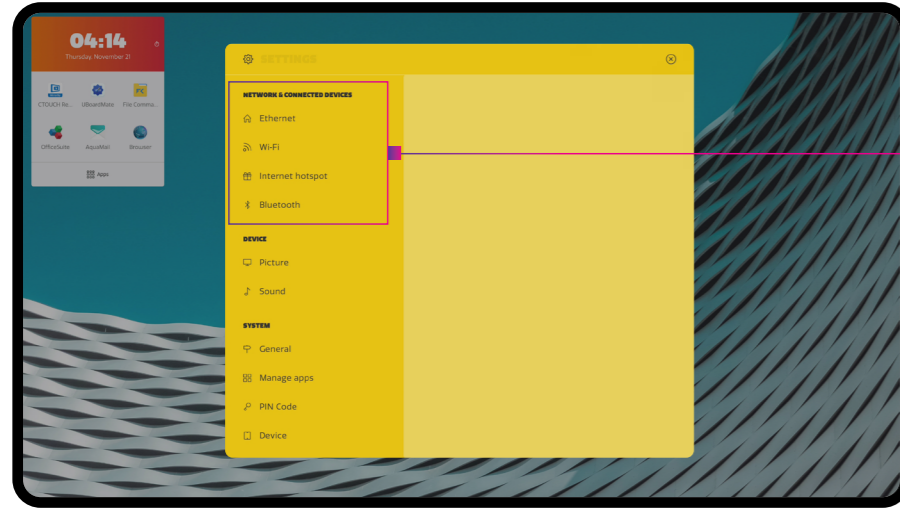 04:14
Thursday, November 21
CTOUCH Re...
UBoardMate
File Comma...
OfficeSuite
AquaMail
Browser
Apps
SETTINGS
NETWORK & CONNECTED DEVICES
Ethernet
Wi-Fi
Internet hotspot
Bluetooth
DEVICE
Picture
Sound
SYSTEM
General
Manage apps
PIN Code
Device